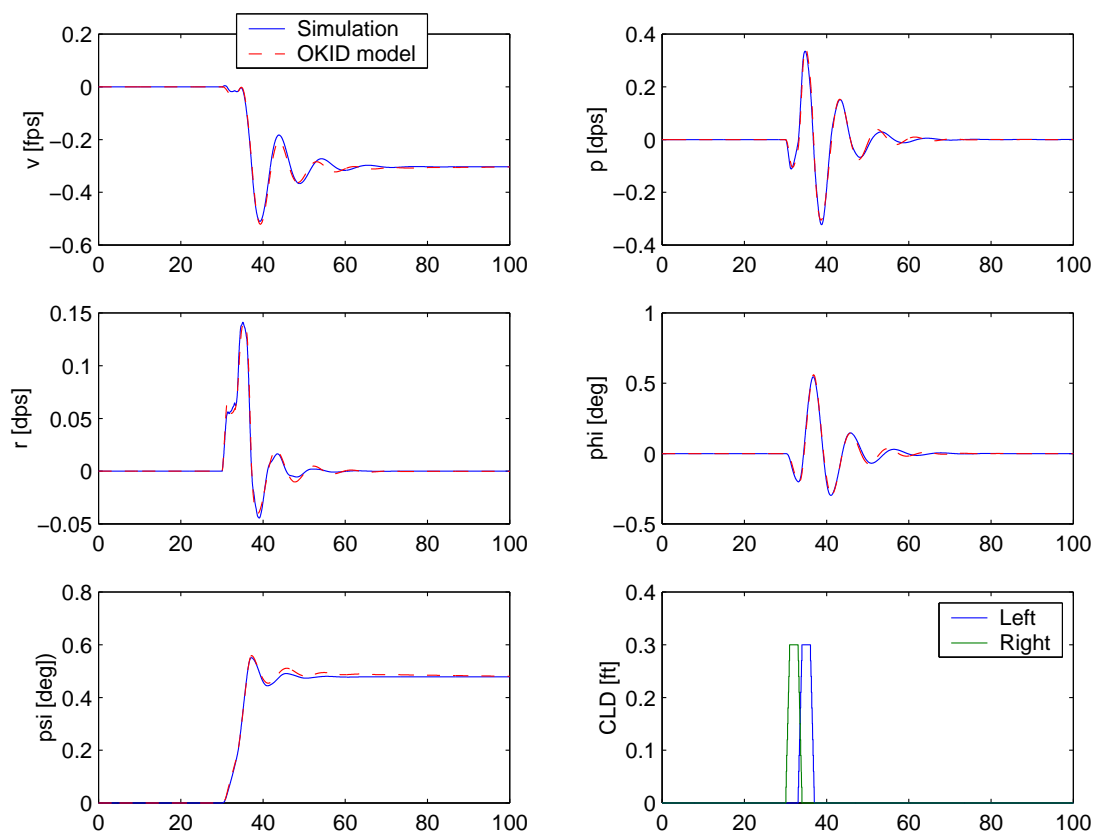 Simulation
OKID model
v [fps]
0.2
0
−0.2
−0.4
−0.6
0 20 40 60 80 100
p [dps]
0.4
0.2
0
−0.2
0.4
0 20 40 60 80 100
r [dps]
0.15
0.1
0.05
0
−0.05
0 20 40 60 80 100
phi [deg]
1
0.5
0
−0.5
0 20 40 60 80 100
psi [deg])
0.8
0.6
0.4
0.2
0
0 20 40 60 80 100
Left
Right
CLD [ft]
0.4
0.3
0.2
0.1
0
0 20 40 60 80 100